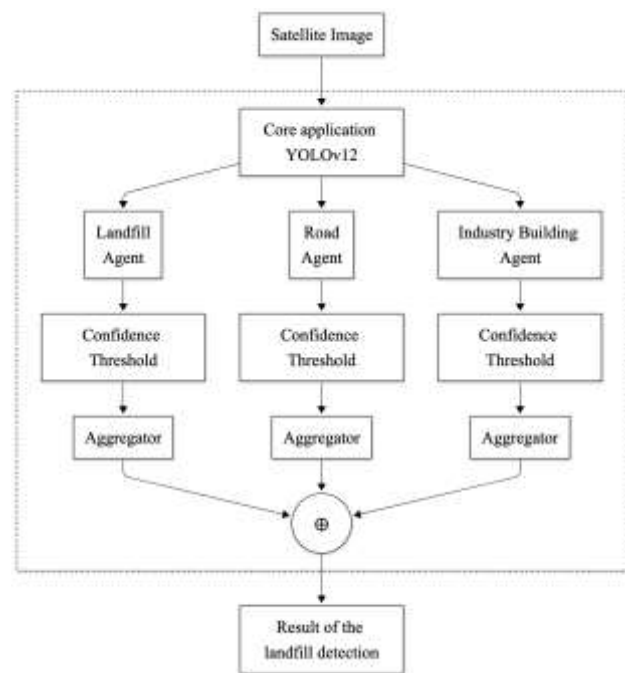 Satellite Image
Core application
YOLOv12
Landfill
Agent
Road
Agent
Industry Building
Agent
Confidence
Threshold
Confidence
Threshold
Confidence
Threshold
Aggregator
Aggregator
Aggregator
⊕
Result of the
landfill detection